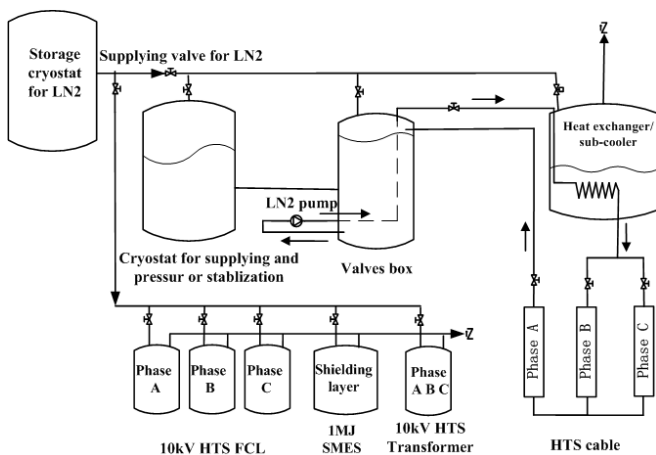 Storage
cryostat
for LN2
Supplying valve for LN2
Z
Heat exchanger/
sub-cooler
LN2 pump
Cryostat for supplying and
pressur or stablization
Valves box
Z
Phase
A
Phase
B
Phase
C
Shielding
layer
Phase
A B C
10kV HTS FCL
1MJ
SMES
10kV HTS
Transformer
Phase A
Phase B
Phase C
HTS cable